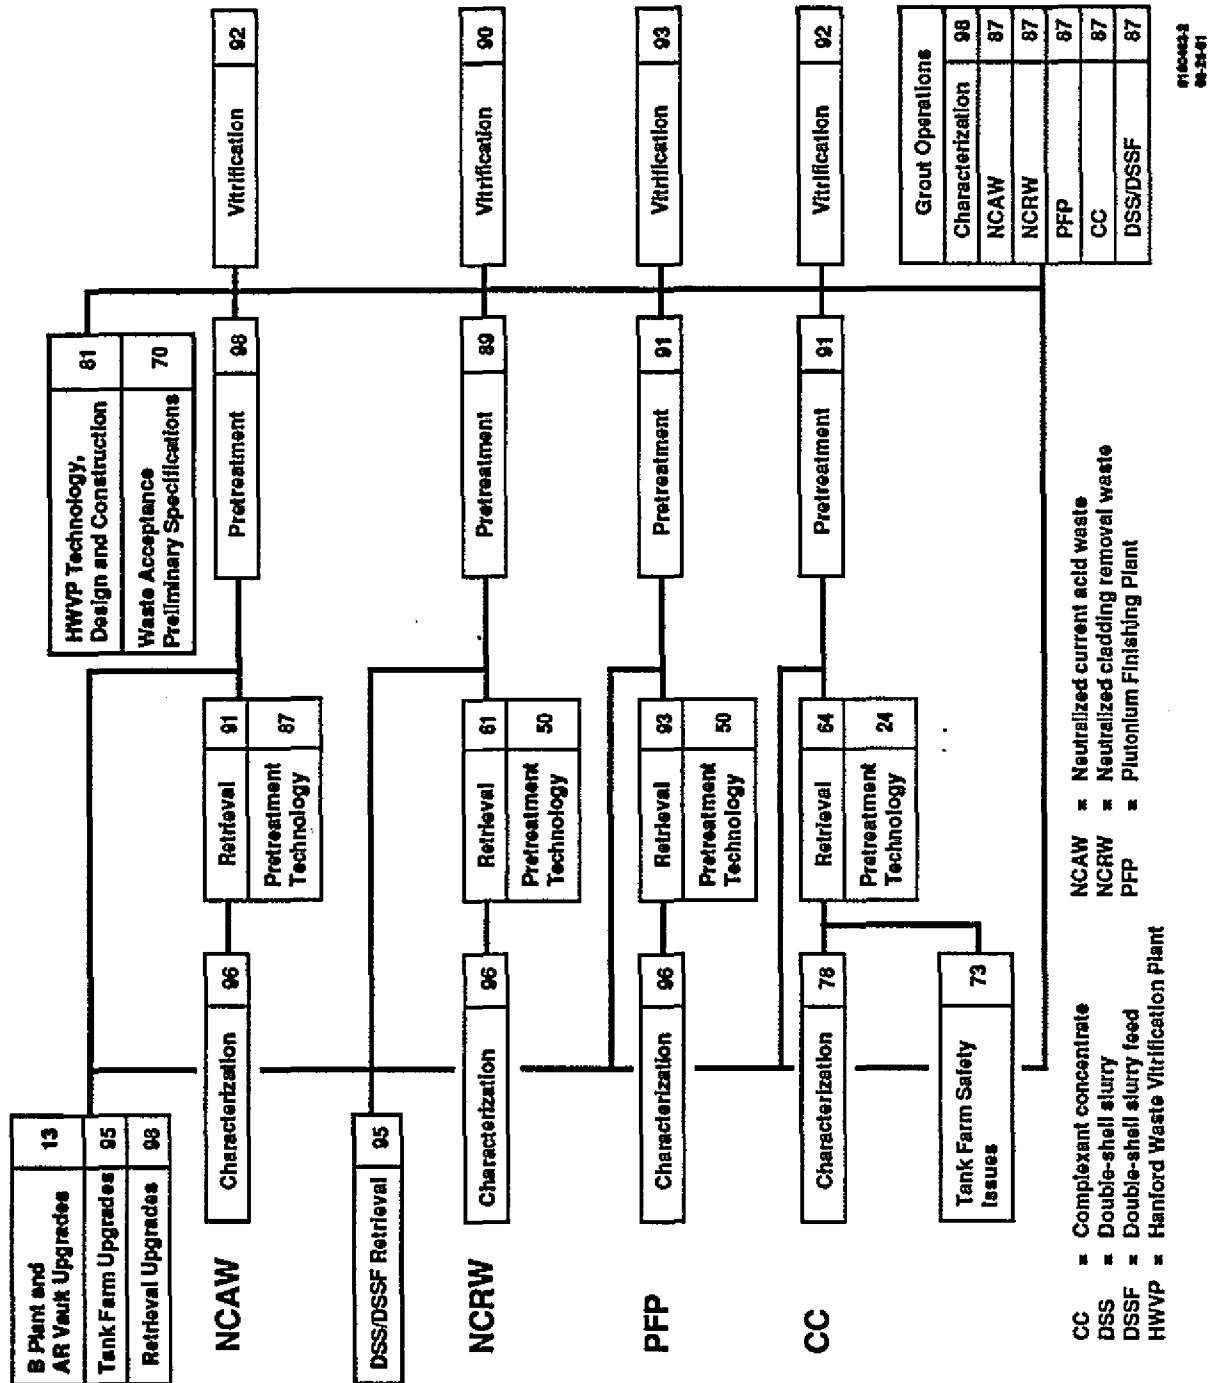 B Plant and
AR Vault Upgrades 13
Tank Farm Upgrades 95
Retrieval Upgrades 98
HWVP Technology,
Design and Construction 81
Waste Acceptance
Preliminary Specifications 70
NCAW
Characterization 96
Retrieval 91
Pretreatment
Technology 87
Pretreatment 98
Vitrification 92
DSS/DSSF Retrieval 95
NCRW
Characterization 96
Retrieval 61
Pretreatment
Technology 50
Pretreatment 89
Vitrification 90
PFP
Characterization 96
Retrieval 93
Pretreatment
Technology 50
Pretreatment 91
Vitrification 93
CC
Characterization 78
Retrieval 64
Pretreatment
Technology 24
Pretreatment 91
Vitrification 92
Tank Farm Safety
Issues 73
Grout Operations
Characterization 98
NCAW 87
NCRW 87
PFP 87
CC 87
DSS/DSSF 87
CC = Complexant concentrate
DSS = Double-shell slurry
DSSF = Double-shell slurry feed
HWVP = Hanford Waste Vitrification Plant
NCAW = Neutralized current acid waste
NCRW = Neutralized cladding removal waste
PFP = Plutonium Finishing Plant